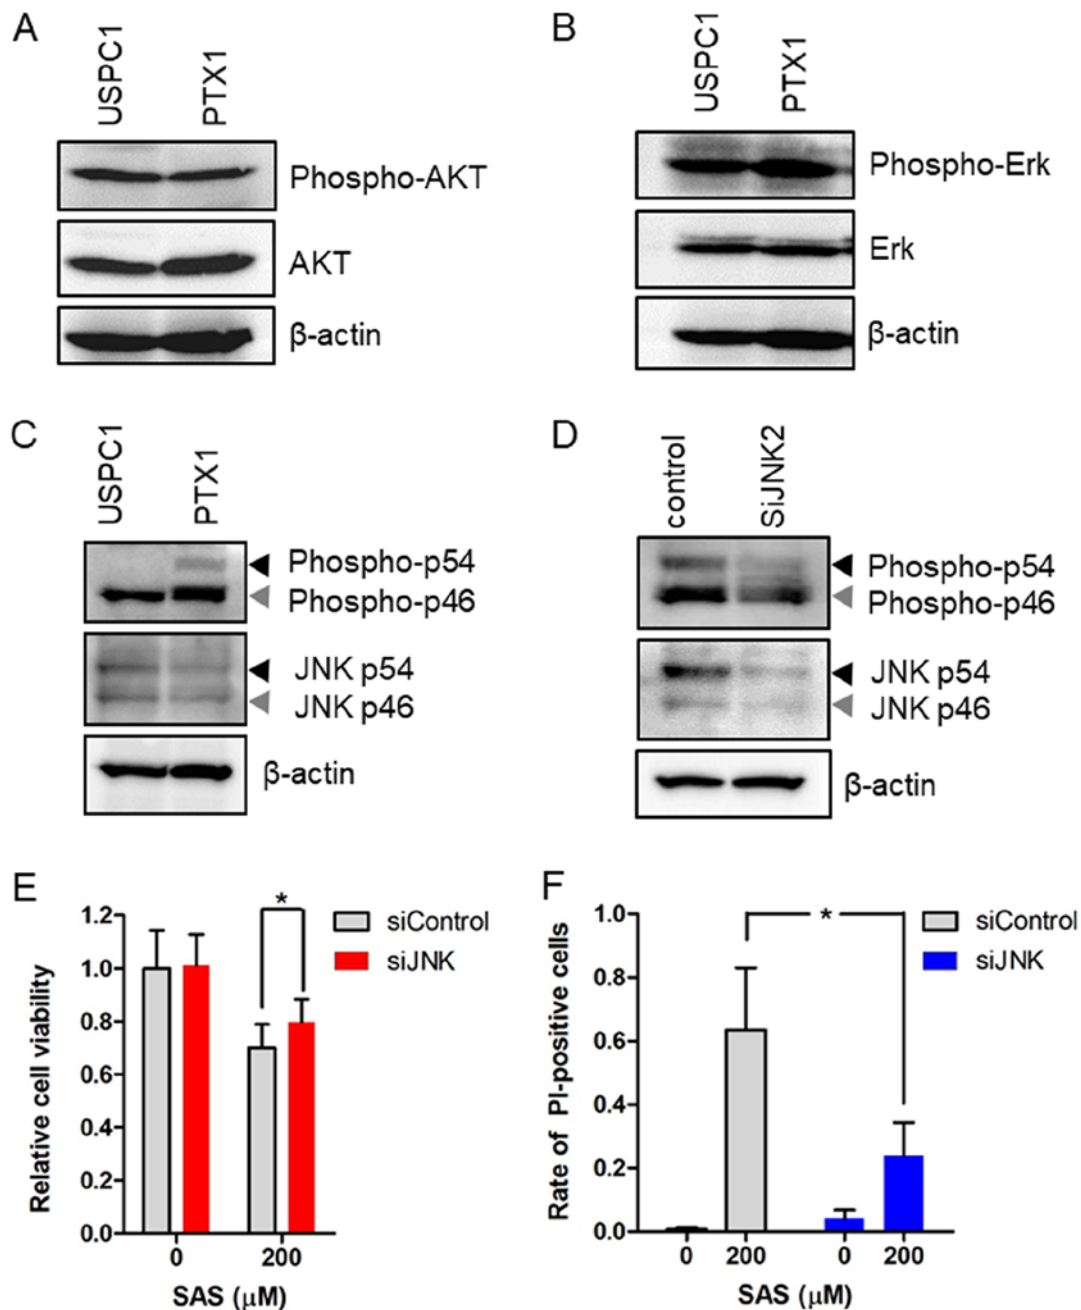 A
USPC1
PTX1
Phospho-AKT
AKT
β-actin
B
USPC1
PTX1
Phospho-Erk
Erk
β-actin
C
USPC1
PTX1
Phospho-p54
Phospho-p46
JNK p54
JNK p46
β-actin
D
control
SiJNK2
Phospho-p54
Phospho-p46
JNK p54
JNK p46
β-actin
E
*
siControl
siJNK
Relative cell viability
1.2
1.0
0.8
0.6
0.4
0.2
0.0
0
200
SAS (μM)
F
*
siControl
siJNK
Rate of PI-positive cells
1.0
0.8
0.6
0.4
0.2
0.0
0
200
0
200
SAS (μM)